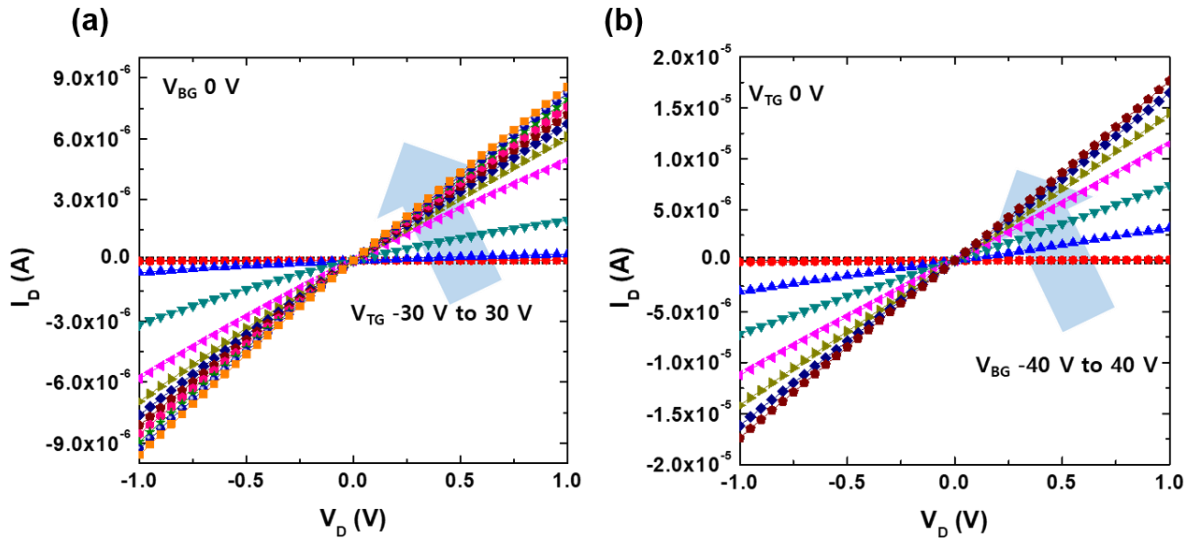 (a)
V_BG 0 V
9.0x10^-6
6.0x10^-6
3.0x10^-6
0.0
-3.0x10^-6
-6.0x10^-6
-9.0x10^-6
I_D (A)
V_TG -30 V to 30 V
-1.0 -0.5 0.0 0.5 1.0
V_D (V)
(b)
V_TG 0 V
2.0x10^-5
1.5x10^-5
1.0x10^-5
5.0x10^-6
0.0
-5.0x10^-6
-1.0x10^-5
-1.5x10^-5
-2.0x10^-5
I_D (A)
V_BG -40 V to 40 V
-1.0 -0.5 0.0 0.5 1.0
V_D (V)